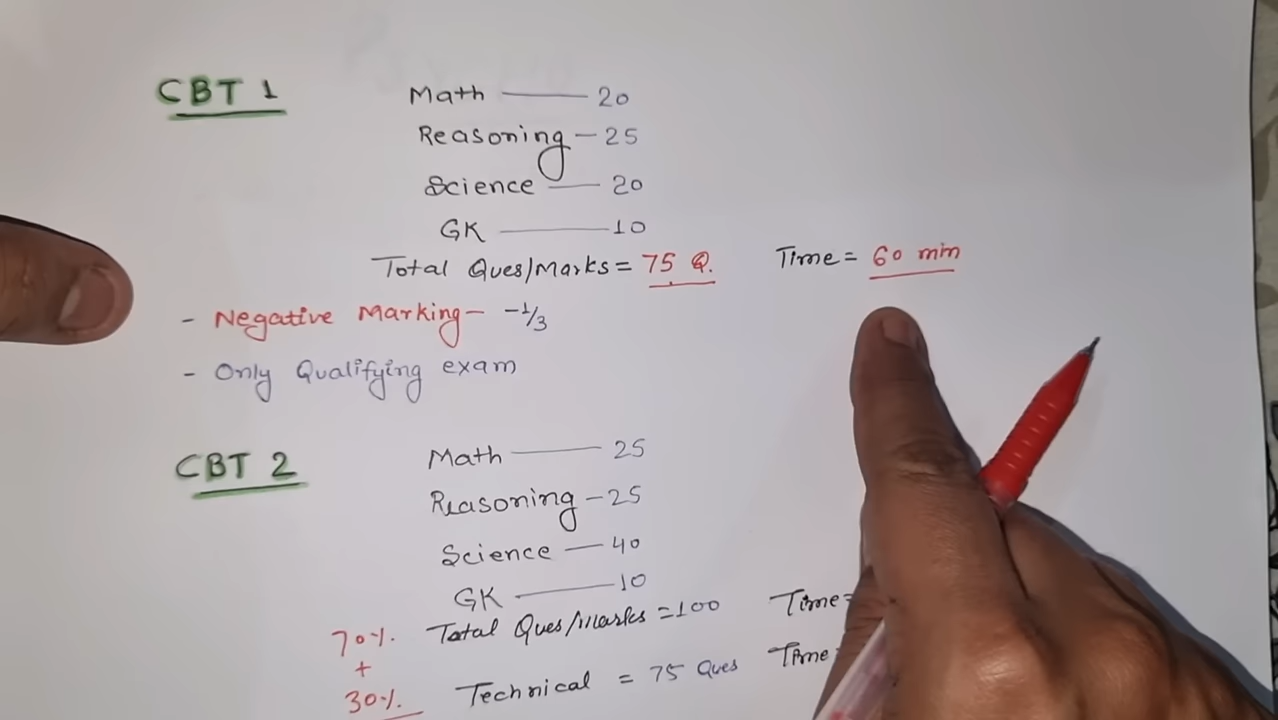 CBT 1
Math — 20
Reasoning — 25
Science — 20
GK — 10
Total Ques/Marks = 75 Q. Time = 60 min
- Negative Marking - -1/3
- Only Qualifying exam
CBT 2
Math — 25
Reasoning - 25
Science — 40
GK — 10
70% Total Ques/Marks = 100 Time =
+
30% Technical = 75 Ques Time